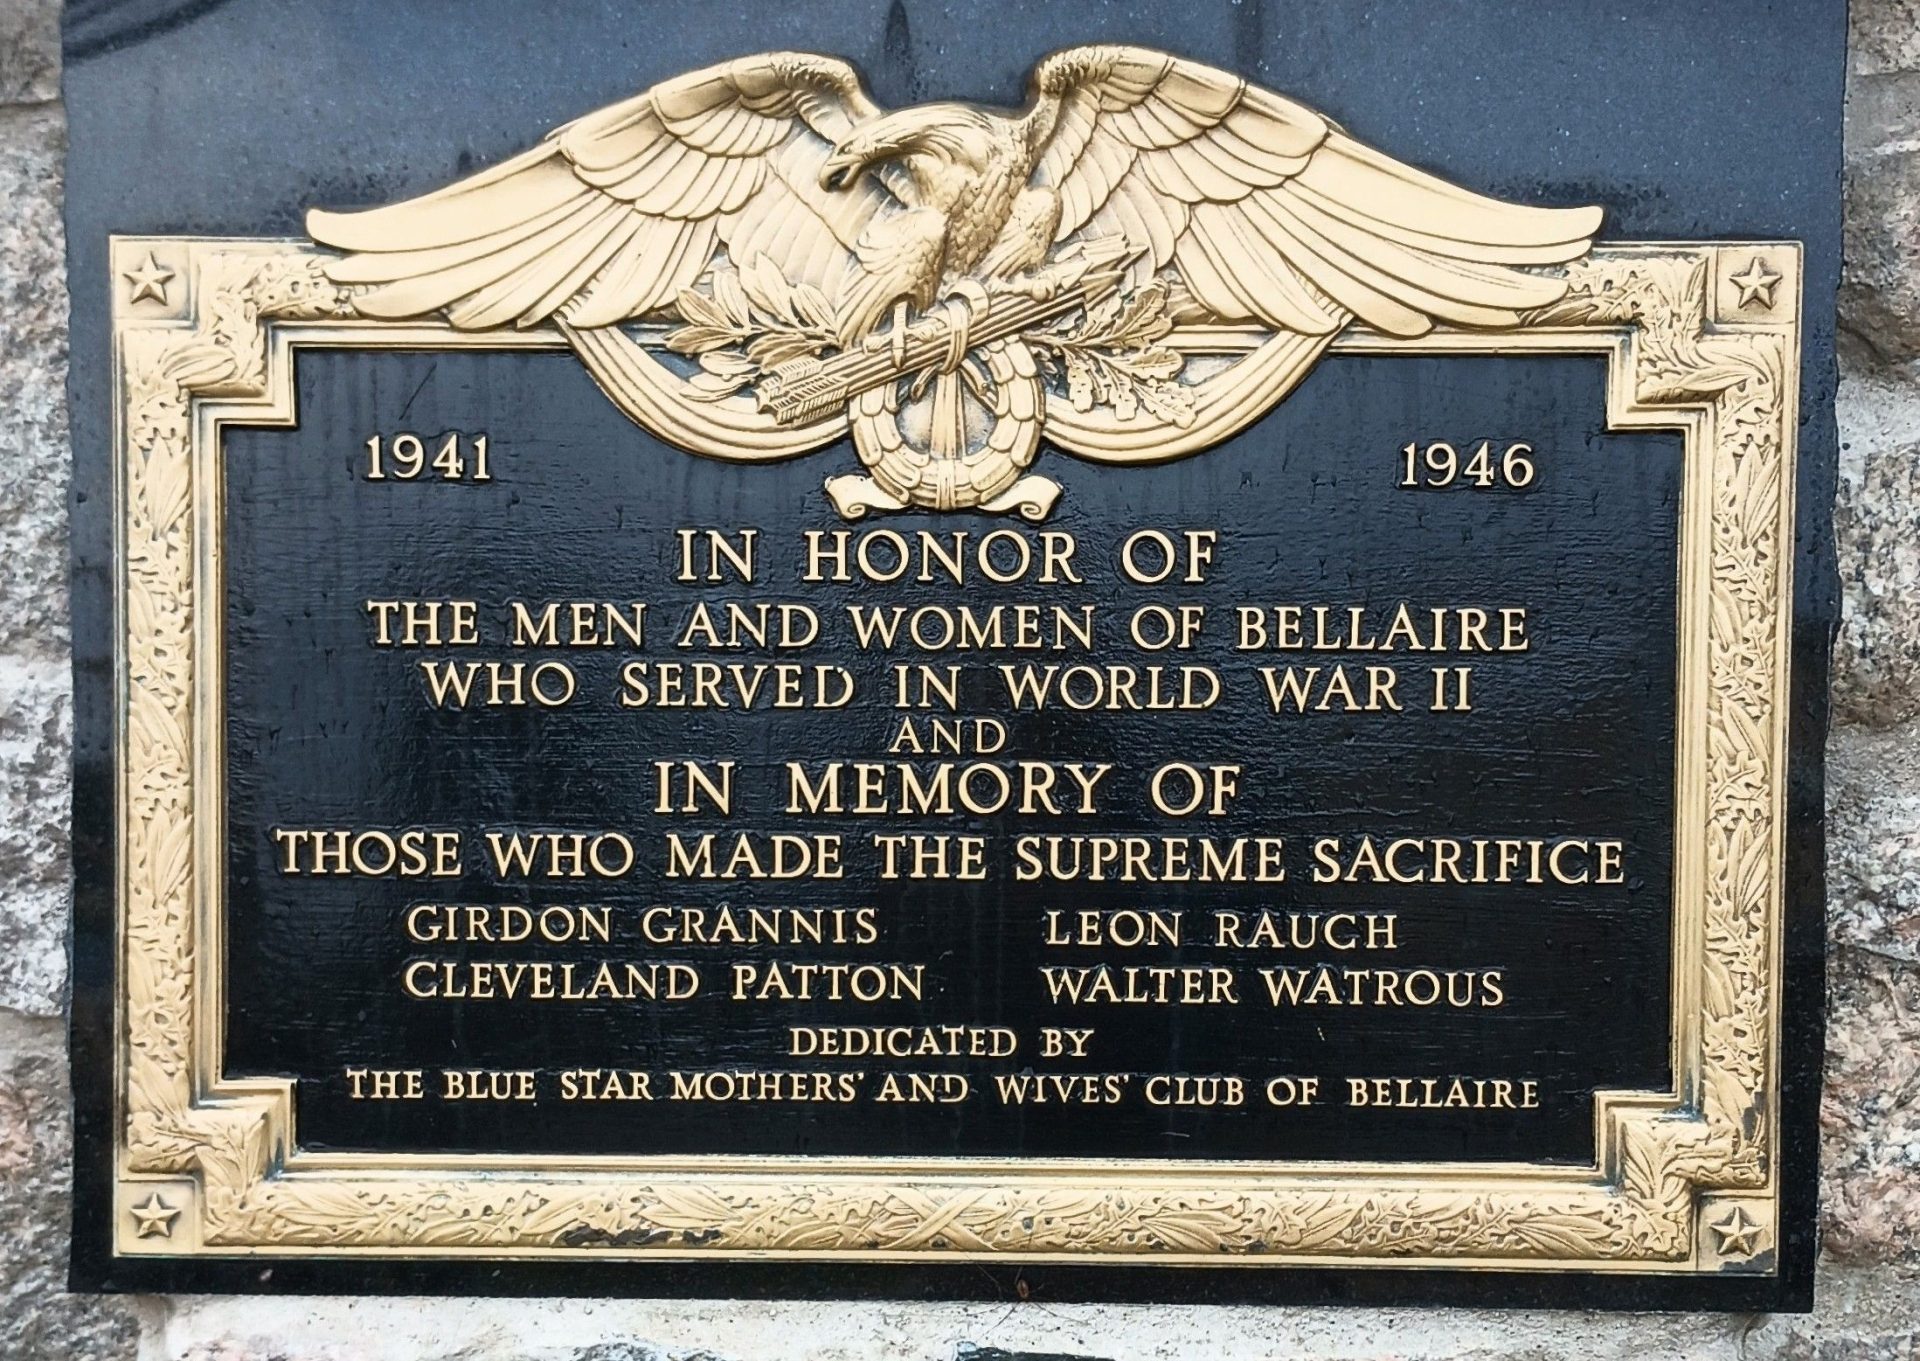 1941 1946
IN HONOR OF
THE MEN AND WOMEN OF BELLAIRE
WHO SERVED IN WORLD WAR II
AND
IN MEMORY OF
THOSE WHO MADE THE SUPREME SACRIFICE
GIRDON GRANNIS LEON RAUCH
CLEVELAND PATTON WALTER WATROUS
DEDICATED BY
THE BLUE STAR MOTHERS' AND WIVES' CLUB OF BELLAIRE